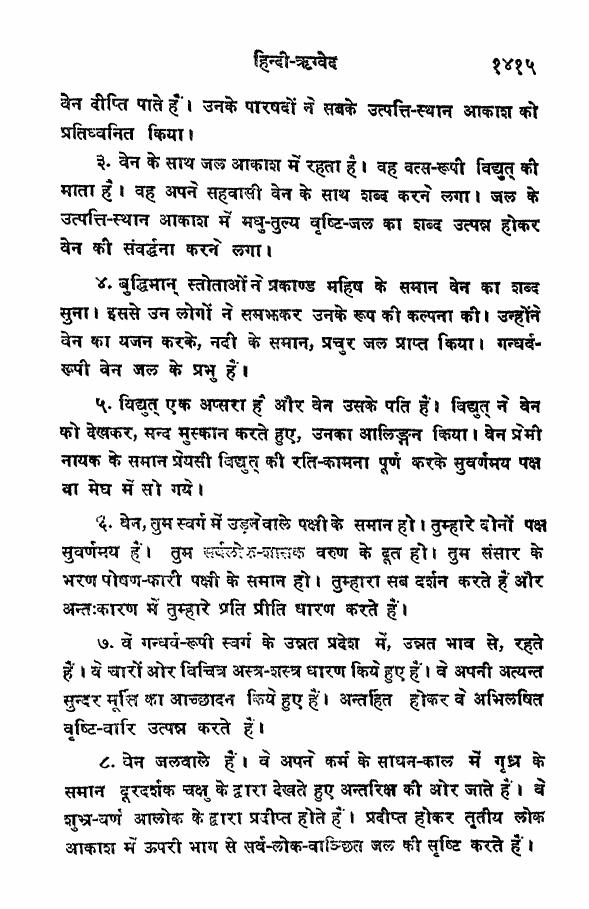 हिन्दी-ऋग्वेद १४१५
वेन दीप्ति पाते हैं। उनके पारषदों ने सबके उत्पत्ति-स्थान आकाश को
प्रतिध्वनित किया।
३. वेन के साथ जल आकाश में रहता है। वह वत्स-रूपी विद्युत् की
माता है। वह अपने सहवासी वेन के साथ शब्द करने लगा। जल के
उत्पत्ति-स्थान आकाश में मधु-तुल्य वृष्टि-जल का शब्द उत्पन्न होकर
वेन की संवर्द्धना करने लगा।
४. बुद्धिमान् स्तोताओं ने प्रकाण्ड महिष के समान वेन का शब्द
सुना। इससे उन लोगों ने समझकर उनके रूप की कल्पना की। उन्होंने
वेन का यजन करके, नदी के समान, प्रचुर जल प्राप्त किया। गन्धर्व-
रूपी वेन जल के प्रभु हैं।
५. विद्युत् एक अप्सरा है और वेन उसके पति हैं। विद्युत् ने वेन
को देखकर, मन्द मुस्कान करते हुए, उनका आलिङ्गन किया। वेन प्रेमी
नायक के समान प्रेयसी विद्युत् की रति-कामना पूर्ण करके सुवर्णमय पक्ष
वा मेघ में सो गये।
६. वेन, तुम स्वर्ग में उड़नेवाले पक्षी के समान हो। तुम्हारे दोनों पक्ष
सुवर्णमय हैं। तुम सर्वलोक-शासक वरुण के दूत हो। तुम संसार के
भरण पोषण-कारी पक्षी के समान हो। तुम्हारा सब दर्शन करते हैं और
अन्तःकारण में तुम्हारे प्रति प्रीति धारण करते हैं।
७. वे गन्धर्व-रूपी स्वर्ग के उन्नत प्रदेश में, उन्नत भाव से, रहते
हैं। वे चारों ओर विचित्र अस्त्र-शस्त्र धारण किये हुए हैं। वे अपनी अत्यन्त
सुन्दर मूर्त्ति का आच्छादन किये हुए हैं। अन्तर्हित होकर वे अभिलषित
वृष्टि-वारि उत्पन्न करते हैं।
८. वेन जलवाले हैं। वे अपने कर्म के साधन-काल में गृध्र के
समान दूरदर्शक चक्षु के द्वारा देखते हुए अन्तरिक्ष की ओर जाते हैं। वे
शुभ्र-वर्ण आलोक के द्वारा प्रदीप्त होते हैं। प्रदीप्त होकर तृतीय लोक
आकाश में ऊपरी भाग से सर्व-लोक-वाञ्छित जल की सृष्टि करते हैं।